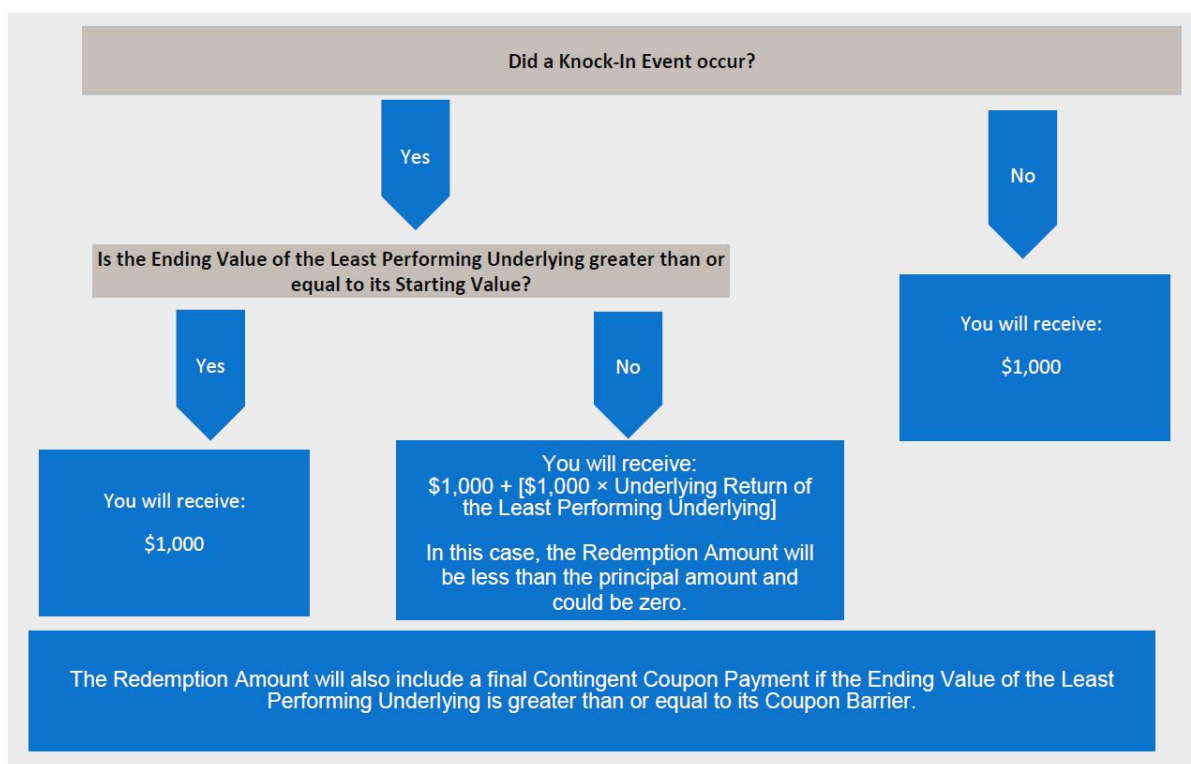 Did a Knock-In Event occur?
Yes
No
Is the Ending Value of the Least Performing Underlying greater than or
equal to its Starting Value?
Yes
No
You will receive:
$1,000
You will receive:
$1,000
You will receive:
$1,000 + [$1,000 × Underlying Return of
the Least Performing Underlying]
In this case, the Redemption Amount will
be less than the principal amount and
could be zero.
The Redemption Amount will also include a final Contingent Coupon Payment if the Ending Value of the Least
Performing Underlying is greater than or equal to its Coupon Barrier.